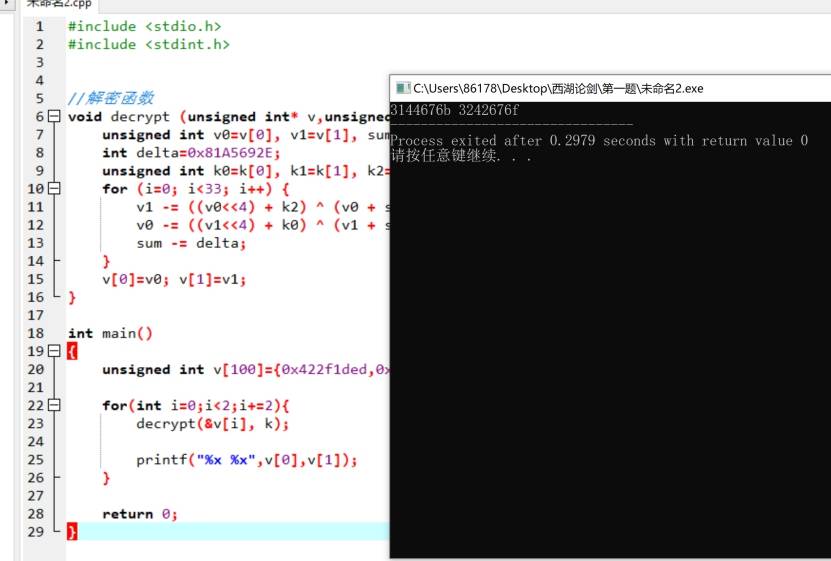 未命名2.cpp
1 #include <stdio.h>
2 #include <stdint.h>
3
4
5 //解密函数
6 void decrypt (unsigned int* v,unsigned
7 unsigned int v0=v[0], v1=v[1], sum
8 int delta=0x81A5692E;
9 unsigned int k0=k[0], k1=k[1], k2=
10 for (i=0; i<33; i++) {
11 v1 -= ((v0<<4) + k2) ^ (v0 + s
12 v0 -= ((v1<<4) + k0) ^ (v1 + s
13 sum -= delta;
14 }
15 v[0]=v0; v[1]=v1;
16 }
17
18 int main()
19 {
20 unsigned int v[100]={0x422f1ded,0x
21
22 for(int i=0;i<2;i+=2){
23 decrypt(&v[i], k);
24
25 printf("%x %x",v[0],v[1]);
26 }
27
28 return 0;
29 }
C:\Users\86178\Desktop\西湖论剑\第一题\未命名2.exe
3144676b 3242676f
--------------------------------
Process exited after 0.2979 seconds with return value 0
请按任意键继续. . .